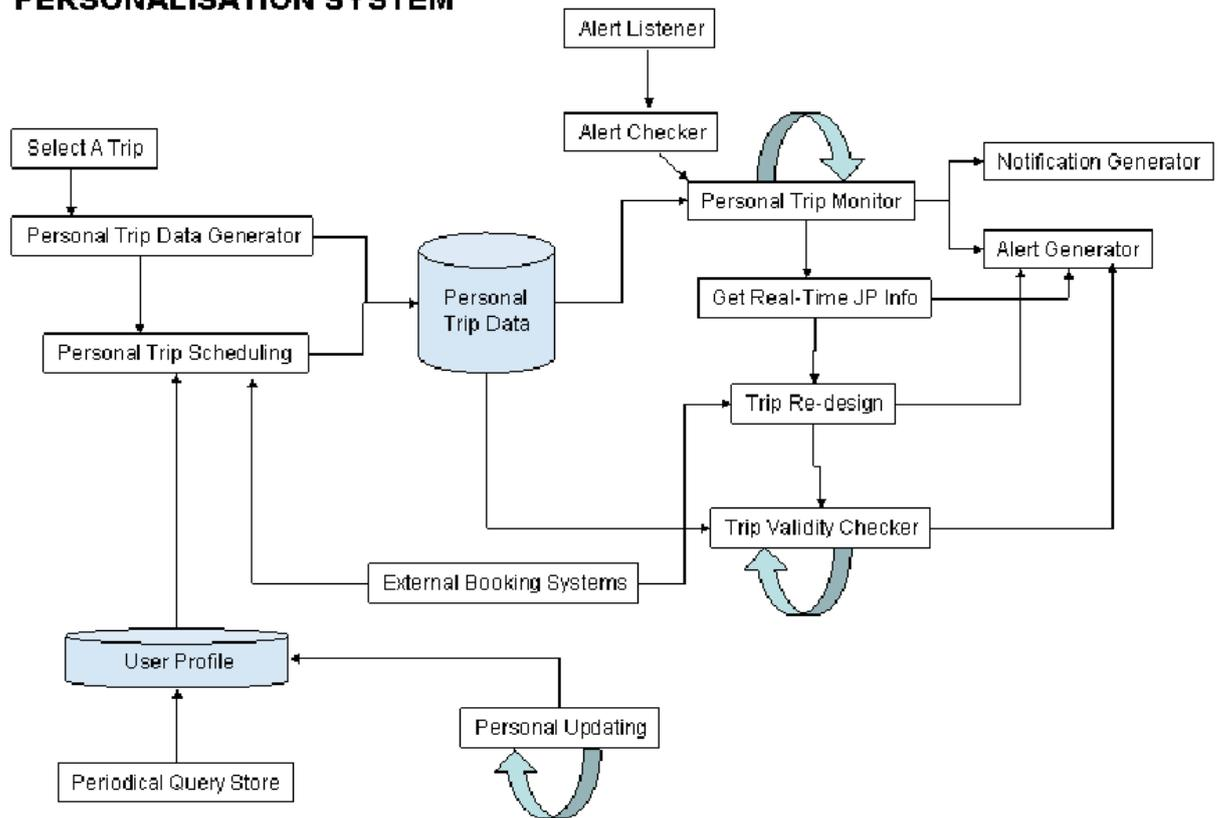 PERSONALISATION SYSTEM
Alert Listener
Alert Checker
Select A Trip
Notification Generator
Personal Trip Monitor
Personal Trip Data Generator
Alert Generator
Personal
Trip Data
Get Real-Time JP Info
Personal Trip Scheduling
Trip Re-design
Trip Validity Checker
External Booking Systems
User Profile
Personal Updating
Periodical Query Store